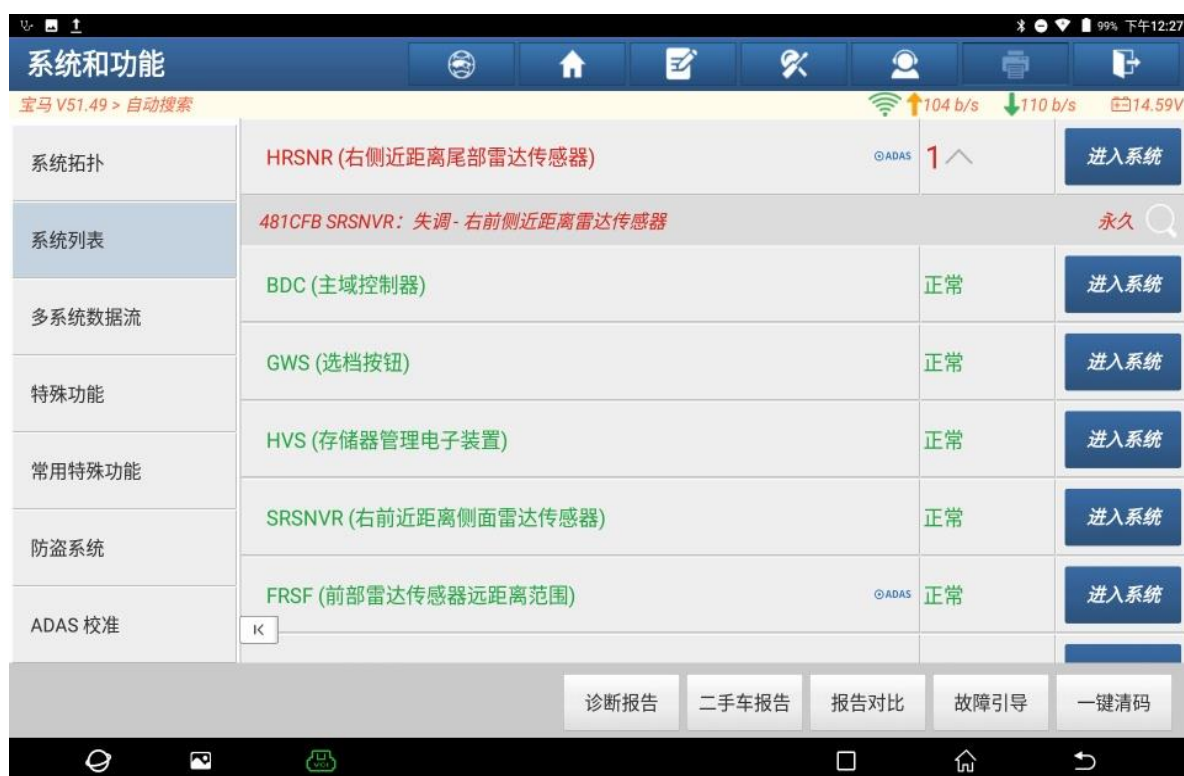 99% 下午12:27
系统和功能
宝马 V51.49 > 自动搜索
104 b/s 110 b/s 14.59V
系统拓扑
系统列表
多系统数据流
特殊功能
常用特殊功能
防盗系统
ADAS 校准
HRSNR (右侧近距离尾部雷达传感器) ADAS 1 进入系统
481CFB SRSNVR：失调 - 右前侧近距离雷达传感器 永久
BDC (主域控制器) 正常 进入系统
GWS (选档按钮) 正常 进入系统
HVS (存储器管理电子装置) 正常 进入系统
SRSNVR (右前近距离侧面雷达传感器) 正常 进入系统
FRSF (前部雷达传感器远距离范围) ADAS 正常 进入系统
诊断报告 二手车报告 报告对比 故障引导 一键清码
VCI